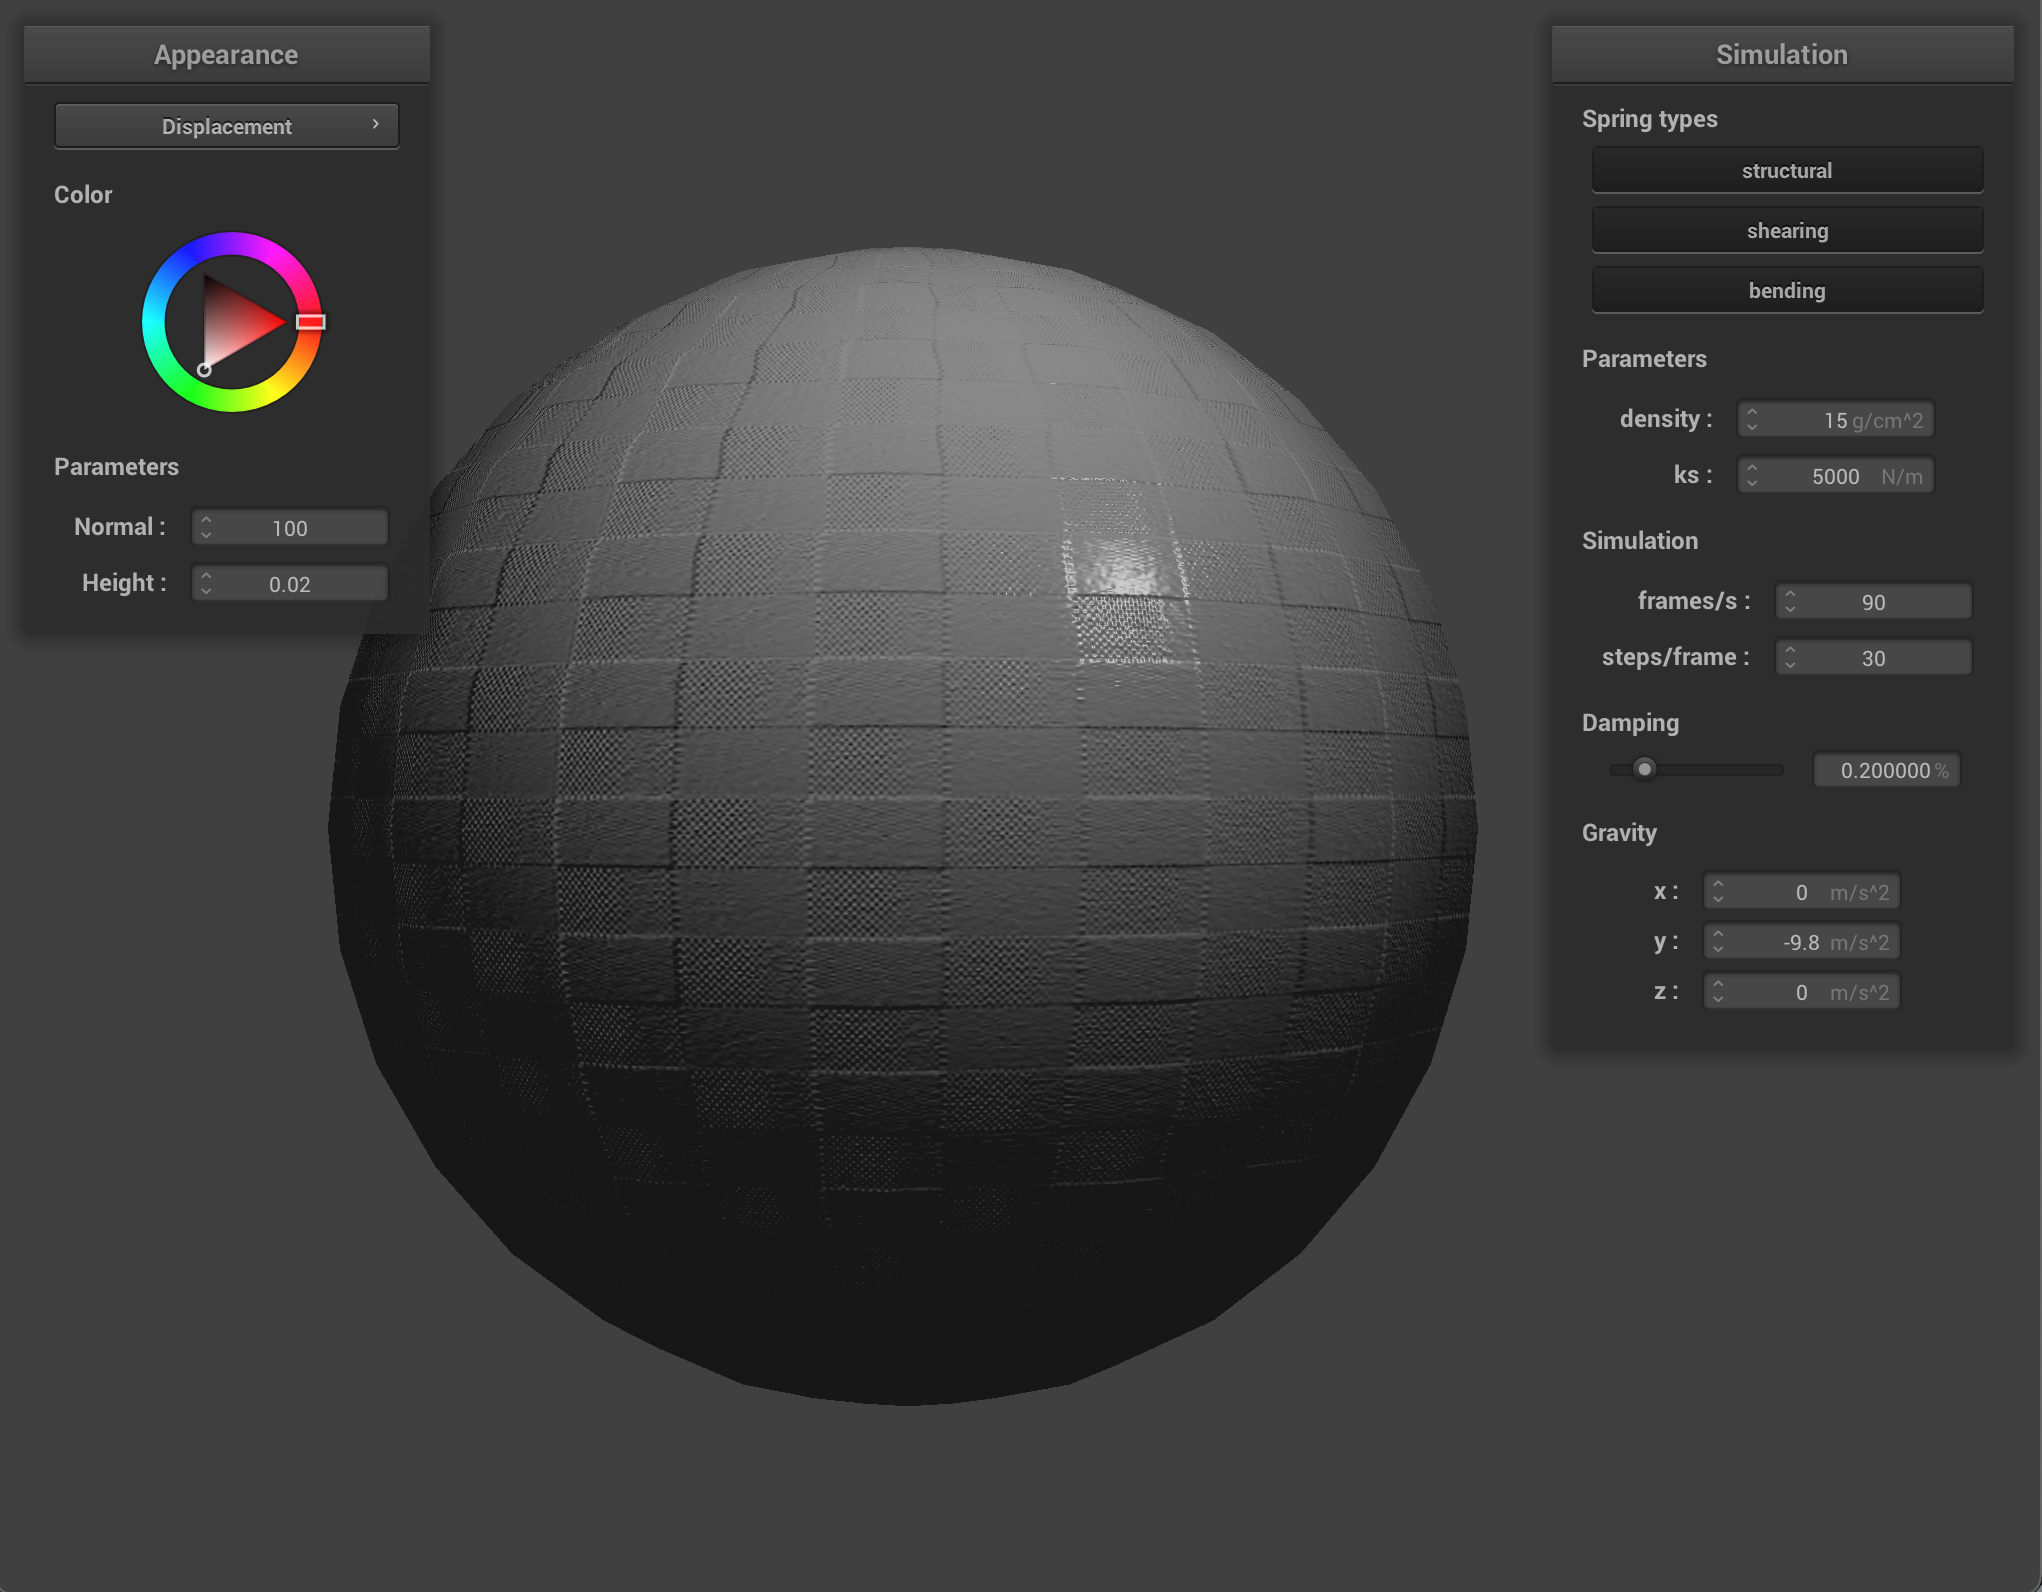 Appearance
Displacement
Color
Parameters
Normal : 100
Height : 0.02
Simulation
Spring types
structural
shearing
bending
Parameters
density : 15 g/cm^2
ks : 5000 N/m
Simulation
frames/s : 90
steps/frame : 30
Damping
0.200000 %
Gravity
x : 0 m/s^2
y : -9.8 m/s^2
z : 0 m/s^2